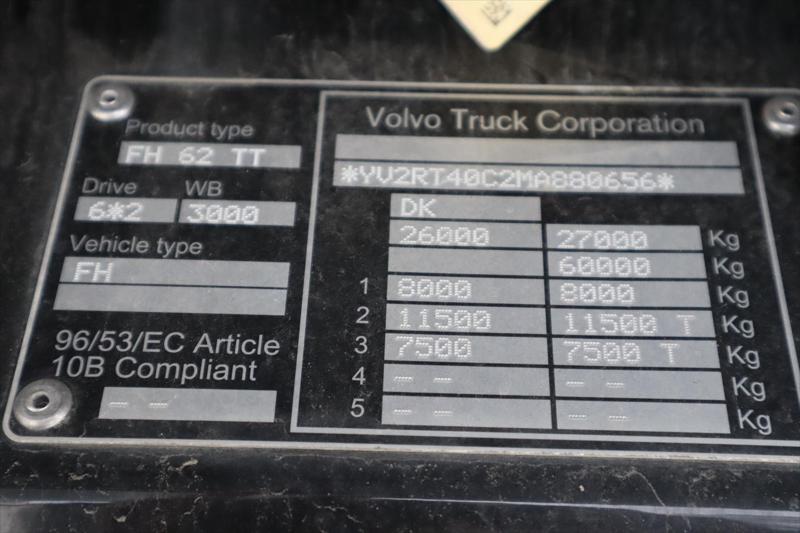 Product type
FH 62 TT
Drive WB
6*2 3000
Vehicle type
FH
96/53/EC Article
10B Compliant
-- --
Volvo Truck Corporation
*YV2RT40C2MA880656*
DK
26000 27000 Kg
60000 Kg
1 8000 8000 Kg
2 11500 11500 T Kg
3 7500 7500 T Kg
4 -- -- -- -- Kg
5 -- -- -- -- Kg